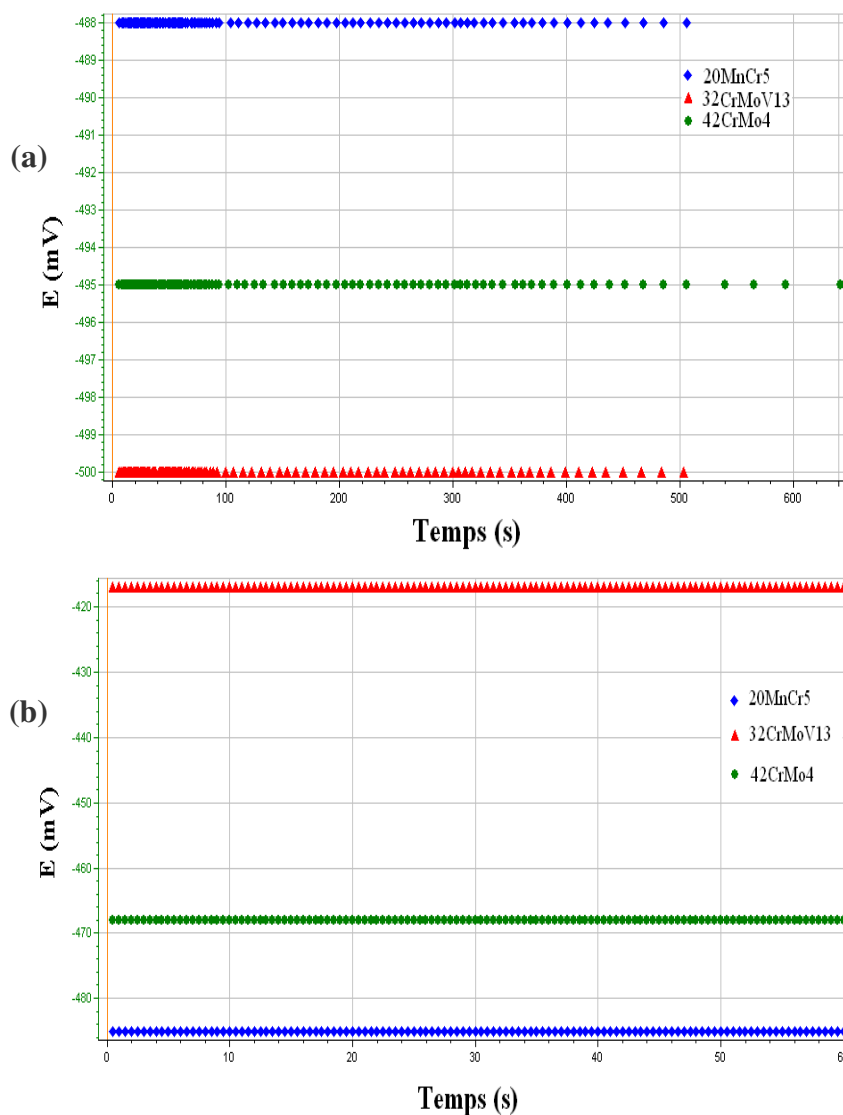 -488
-489
20MnCr5
-490
32CrMoV13
-491
42CrMo4
(a)
-492
-493
E (mV)
-494
-495
-496
-497
-498
-499
-500
0 100 200 300 400 500 600
Temps (s)
-420
-430
(b)
20MnCr5
32CrMoV13
-440
42CrMo4
-450
E (mV)
-460
-470
-480
0 10 20 30 40 50 60
Temps (s)